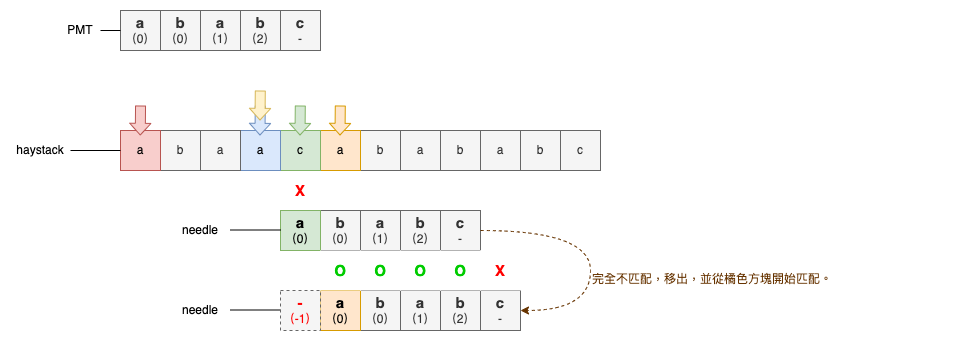 PMT
a b a b c
(0) (0) (1) (2) -
haystack
a b a a c a b a b a b c
X
needle
a b a b c
(0) (0) (1) (2) -
O O O O X
完全不匹配，移出，並從橘色方塊開始匹配。
needle
- a b a b c
(-1) (0) (0) (1) (2) -